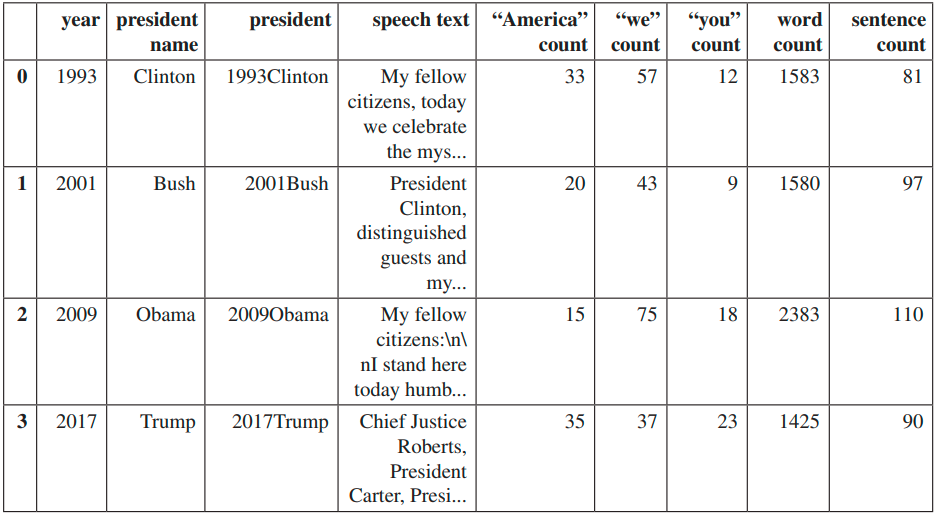 year president president speech text “America” “we” “you” word sentence
name count count count count count
0 1993 Clinton 1993Clinton My fellow 33 57 12 1583 81
citizens, today
we celebrate
the mys...
1 2001 Bush 2001Bush President 20 43 9 1580 97
Clinton,
distinguished
guests and
my...
2 2009 Obama 2009Obama My fellow 15 75 18 2383 110
citizens:\n\
nI stand here
today humb...
3 2017 Trump 2017Trump Chief Justice 35 37 23 1425 90
Roberts,
President
Carter, Presi...